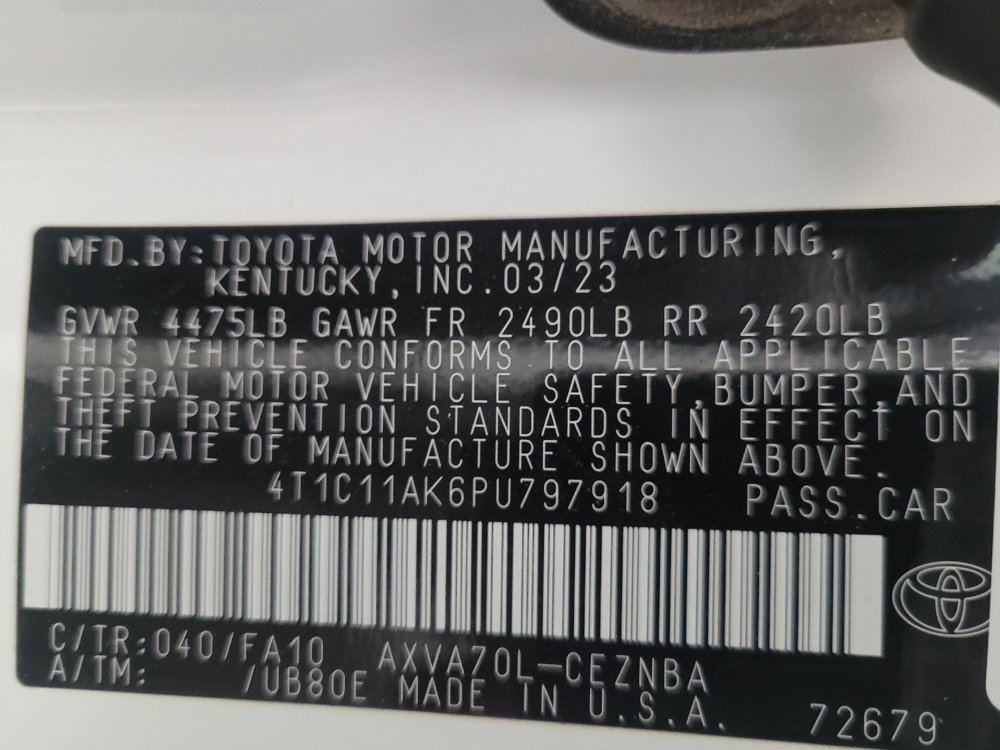 MFD.BY:TOYOTA MOTOR MANUFACTURING,
KENTUCKY, INC. 03/23
GVWR 4475LB GAWR FR 2490LB RR 2420LB
THIS VEHICLE CONFORMS TO ALL APPLICABLE
FEDERAL MOTOR VEHICLE SAFETY, BUMPER, AND
THEFT PREVENTION STANDARDS IN EFFECT ON
THE DATE OF MANUFACTURE SHOWN ABOVE.
4T1C11AK6PU797918 PASS.CAR
C/TR:040/FA10 AXVA70L-CEZNBA
A/TM: /UB80E MADE IN U.S.A. 72679